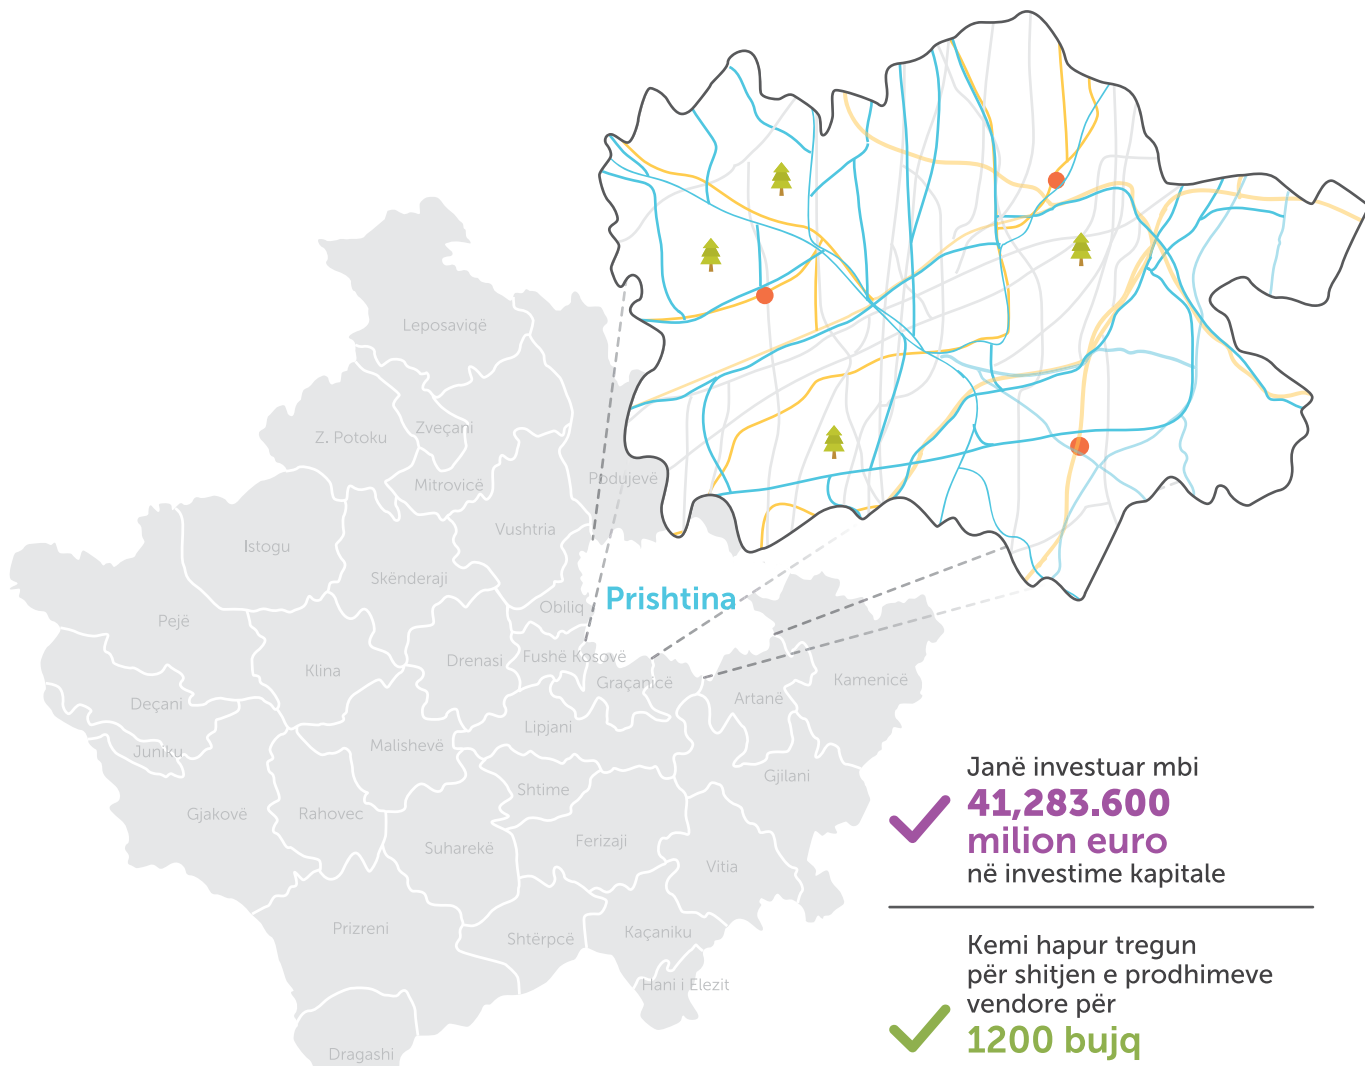 Leposaviqë
Z. Potoku
Zveçani
Mitrovicë
Podujevë
Vushtria
Istogu
Skënderaji
Obiliq
Prishtina
Pejë
Klina
Drenasi
Fushë Kosovë
Graçanicë
Artanë
Kamenicë
Deçani
Juniku
Malishevë
Lipjani
Gjilani
Shtime
Gjakovë
Rahovec
Suharekë
Ferizaji
Vitia
Prizreni
Shtërpcë
Kaçaniku
Hani i Elezit
Dragashi
Janë investuar mbi
41,283.600
milion euro
në investime kapitale
Kemi hapur tregun
për shitjen e prodhimeve
vendore për
1200 bujq